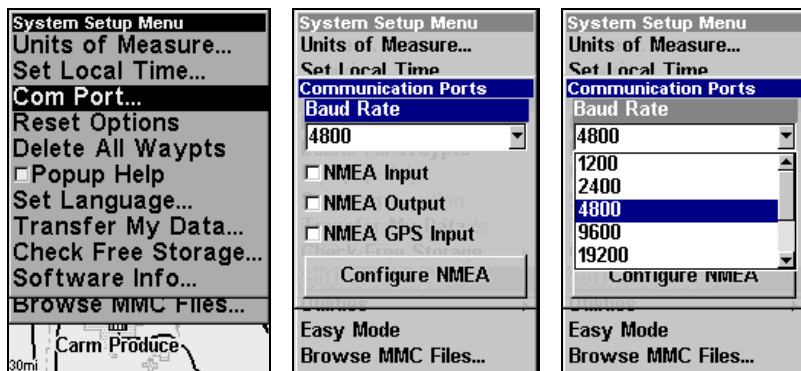 System Setup Menu
Units of Measure...
Set Local Time...
Com Port...
Reset Options
Delete All Waypts
Popup Help
Set Language...
Transfer My Data...
Check Free Storage...
Software Info...
Browse MMC Files...
Carm Produce
30mi
System Setup Menu
Units of Measure...
Set Local Time
Communication Ports
Baud Rate
4800
NMEA Input
NMEA Output
NMEA GPS Input
Configure NMEA
Utilities
Easy Mode
Browse MMC Files...
System Setup Menu
Units of Measure...
Set Local Time
Communication Ports
Baud Rate
4800
1200
2400
4800
9600
19200
Configure NMEA
Utilities
Easy Mode
Browse MMC Files...